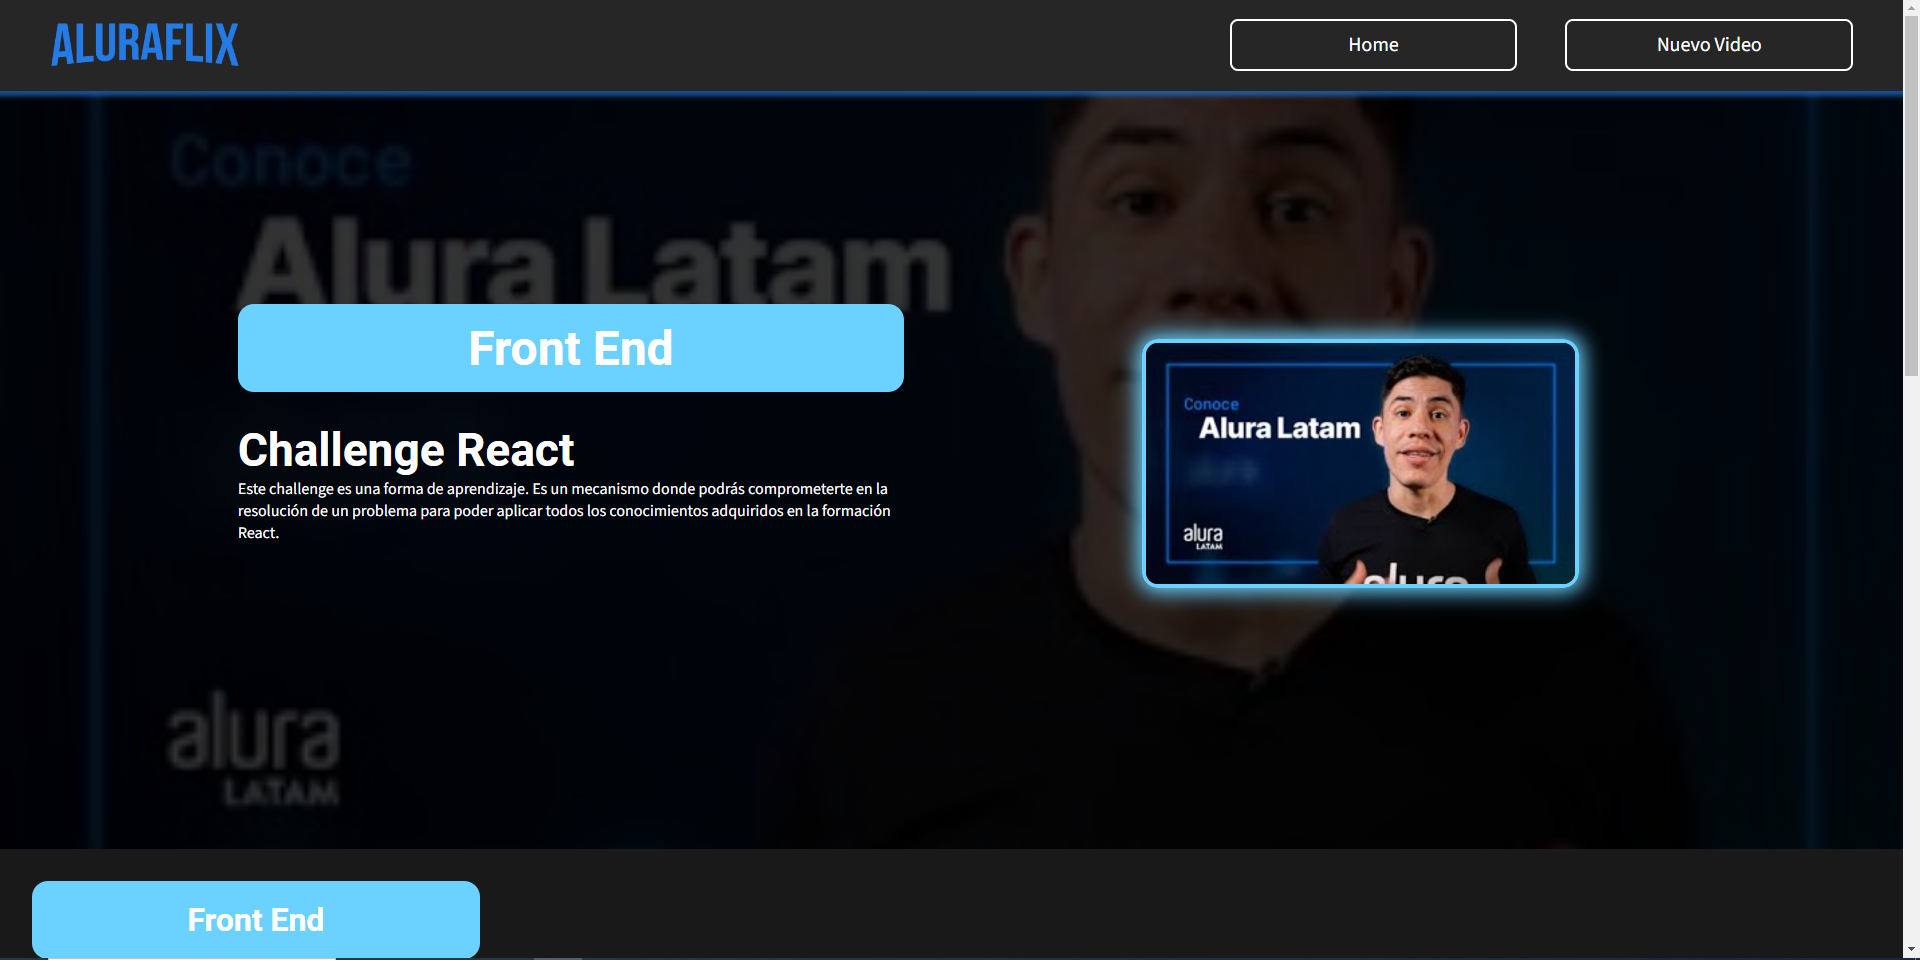 ALURAFLIX
Home
Nuevo Video
Conoce
Alura Latam
Front End
Challenge React
Este challenge es una forma de aprendizaje. Es un mecanismo donde podrás comprometerte en la
resolución de un problema para poder aplicar todos los conocimientos adquiridos en la formación
React.
Conoce
Alura Latam
alura
LATAM
alura
alura
LATAM
Front End